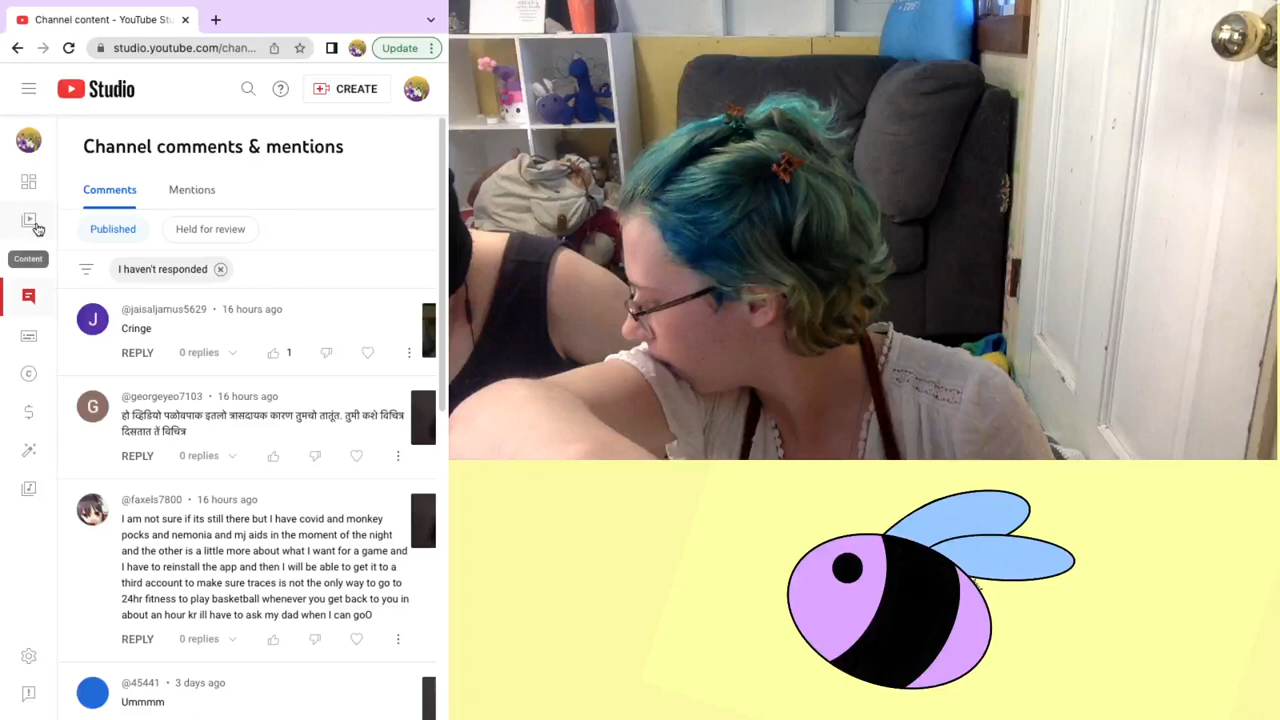 Channel content - YouTube Stu
studio.youtube.com/chan...
Update
Studio
CREATE
Channel comments & mentions
Comments
Mentions
Published
Held for review
Content
I haven't responded
@jaisaljamus5629 • 16 hours ago
Cringe
REPLY
0 replies
1
G
@georgeyeo7103 • 16 hours ago
हो व्हिडियो पळोवपाक इतलो त्रासदायक कारण तुमचो तातूंत. तुमी कशे विचित्र
दिसतात तें विचित्र
REPLY
0 replies
@faxels7800 • 16 hours ago
I am not sure if its still there but I have covid and monkey
pocks and nemonia and mj aids in the moment of the night
and the other is a little more about what I want for a game and
I have to reinstall the app and then I will be able to get it to a
third account to make sure traces is not the only way to go to
24hr fitness to play basketball whenever you get back to you in
about an hour kr ill have to ask my dad when I can goO
REPLY
0 replies
@45441 • 3 days ago
Ummmm